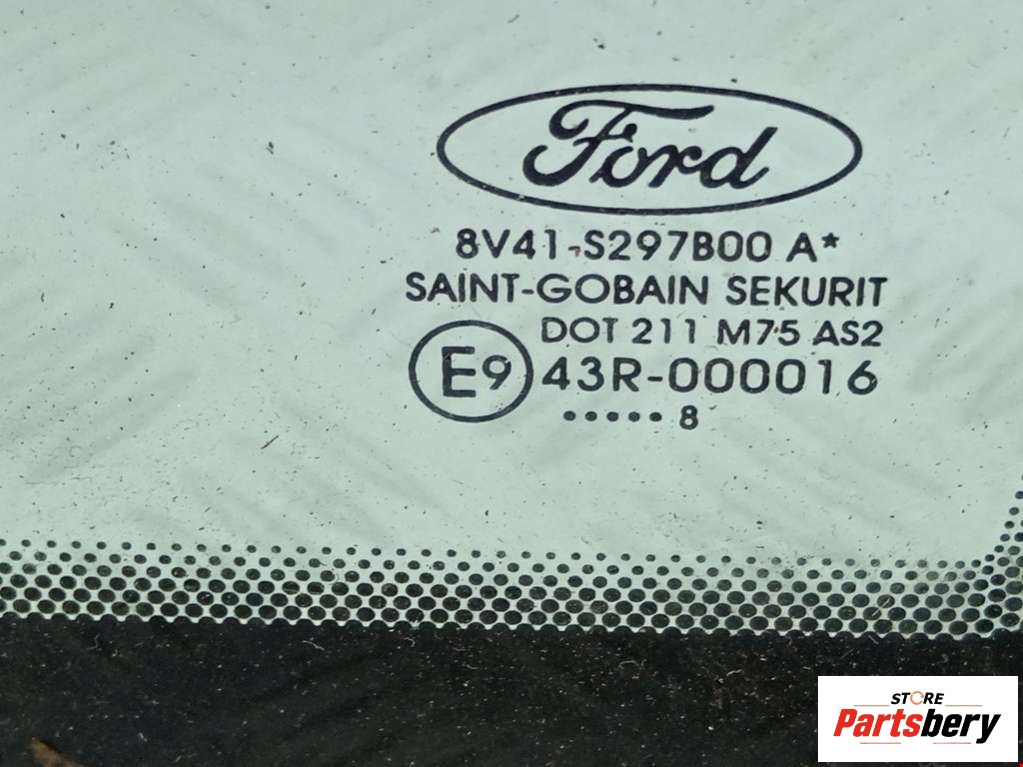 Ford
8V41-S297B00 A*
SAINT-GOBAIN SEKURIT
DOT 211 M75 AS2
E9 43R-000016
•••••8
STORE
Partsbery